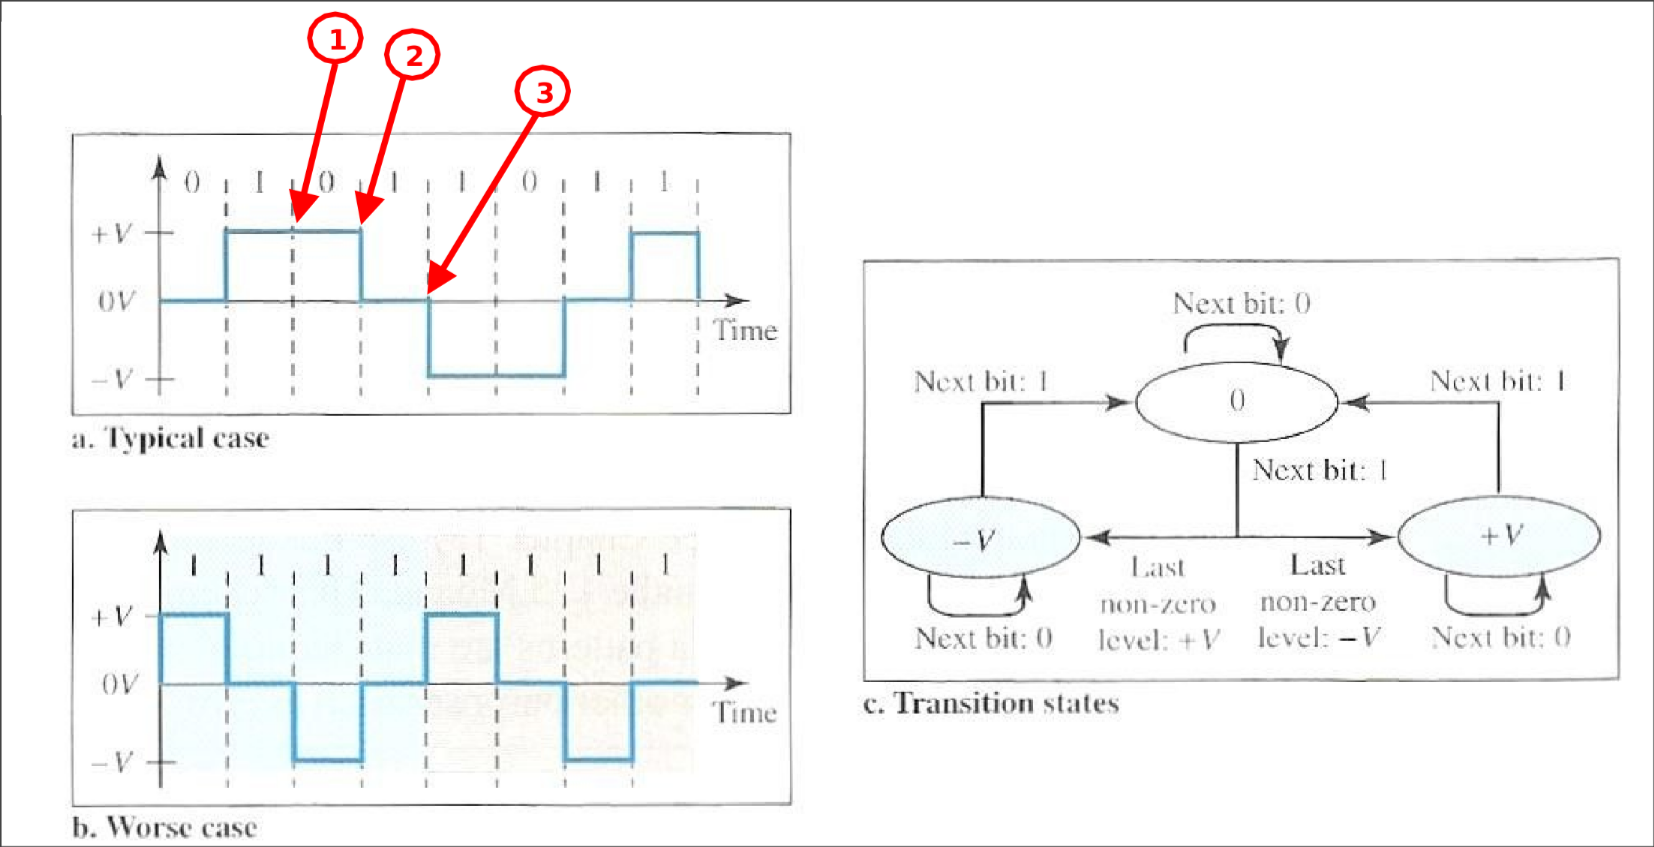 1
2
3
0 1 0 1 1 0 1 1
+V
0V
Time
−V
a. Typical case
1 1 1 1 1 1 1 1
+V
0V
Time
−V
b. Worse case
Next bit: 0
Next bit: 1
0
Next bit: 1
Next bit: 1
−V
+V
Last
non-zero
level: +V
Last
non-zero
level: −V
Next bit: 0
Next bit: 0
c. Transition states